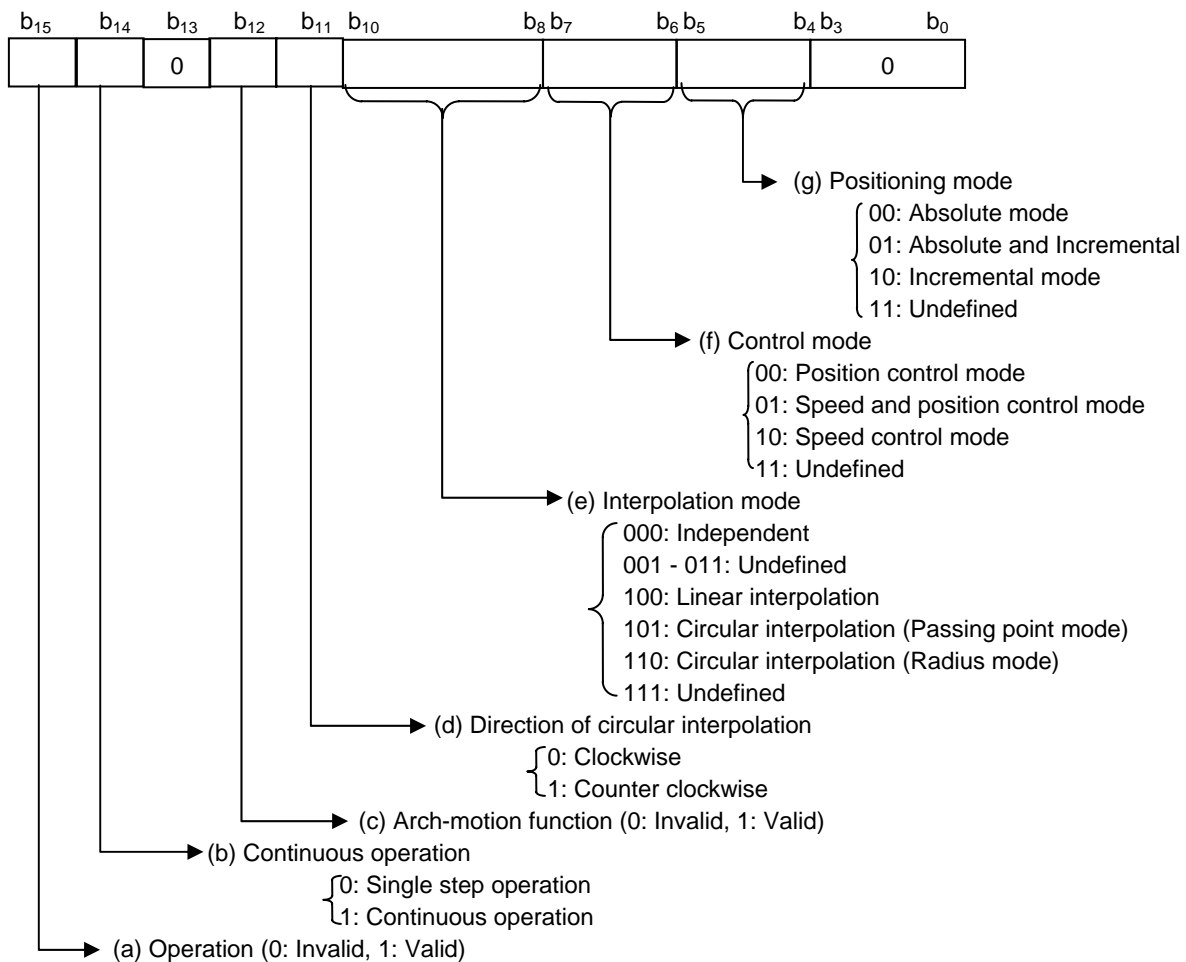 b15 b14 b13 b12 b11 b10 b8 b7 b6 b5 b4 b3 b0
0 0
(g) Positioning mode
00: Absolute mode
01: Absolute and Incremental
10: Incremental mode
11: Undefined
(f) Control mode
00: Position control mode
01: Speed and position control mode
10: Speed control mode
11: Undefined
(e) Interpolation mode
000: Independent
001 - 011: Undefined
100: Linear interpolation
101: Circular interpolation (Passing point mode)
110: Circular interpolation (Radius mode)
111: Undefined
(d) Direction of circular interpolation
0: Clockwise
1: Counter clockwise
(c) Arch-motion function (0: Invalid, 1: Valid)
(b) Continuous operation
0: Single step operation
1: Continuous operation
(a) Operation (0: Invalid, 1: Valid)